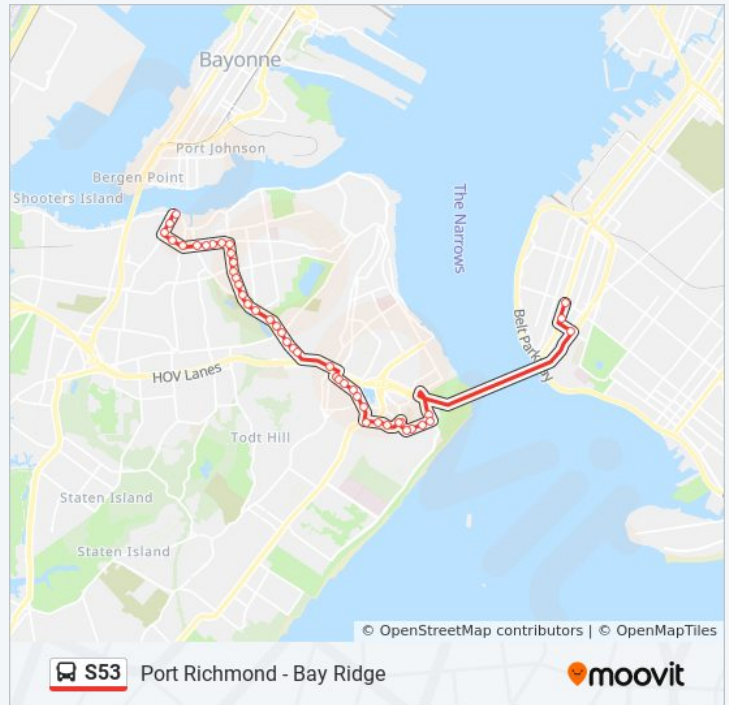 Bayonne
Port Johnson
Bergen Point
Shooters Island
The Narrows
Belt Parkway
HOV Lanes
Todt Hill
Staten Island
Staten Island
© OpenStreetMap contributors | © OpenMapTiles
S53 Port Richmond - Bay Ridge
moovit